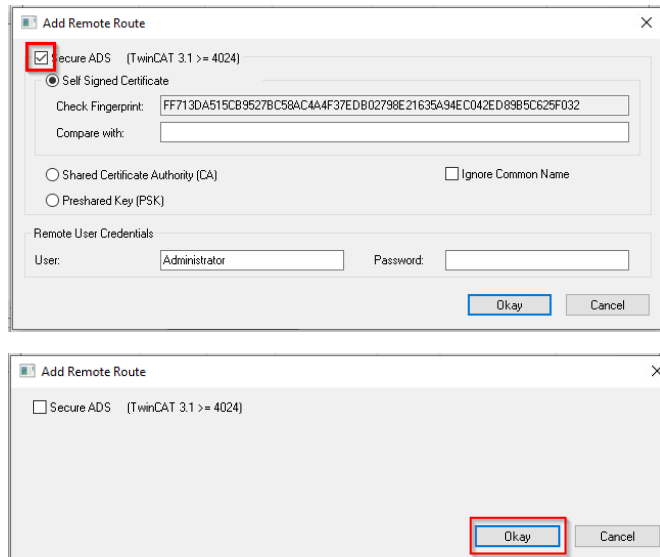 Add Remote Route
Secure ADS (TwinCAT 3.1 >= 4024)
Self Signed Certificate
Check Fingerprint: FF713DA515CB9527BC58AC4A4F37EDB02798E21635A94EC042ED89B5C625F032
Compare with:
Shared Certificate Authority (CA) Ignore Common Name
Preshared Key (PSK)
Remote User Credentials
User: Administrator Password:
Okay Cancel
Add Remote Route
Secure ADS (TwinCAT 3.1 >= 4024)
Okay Cancel